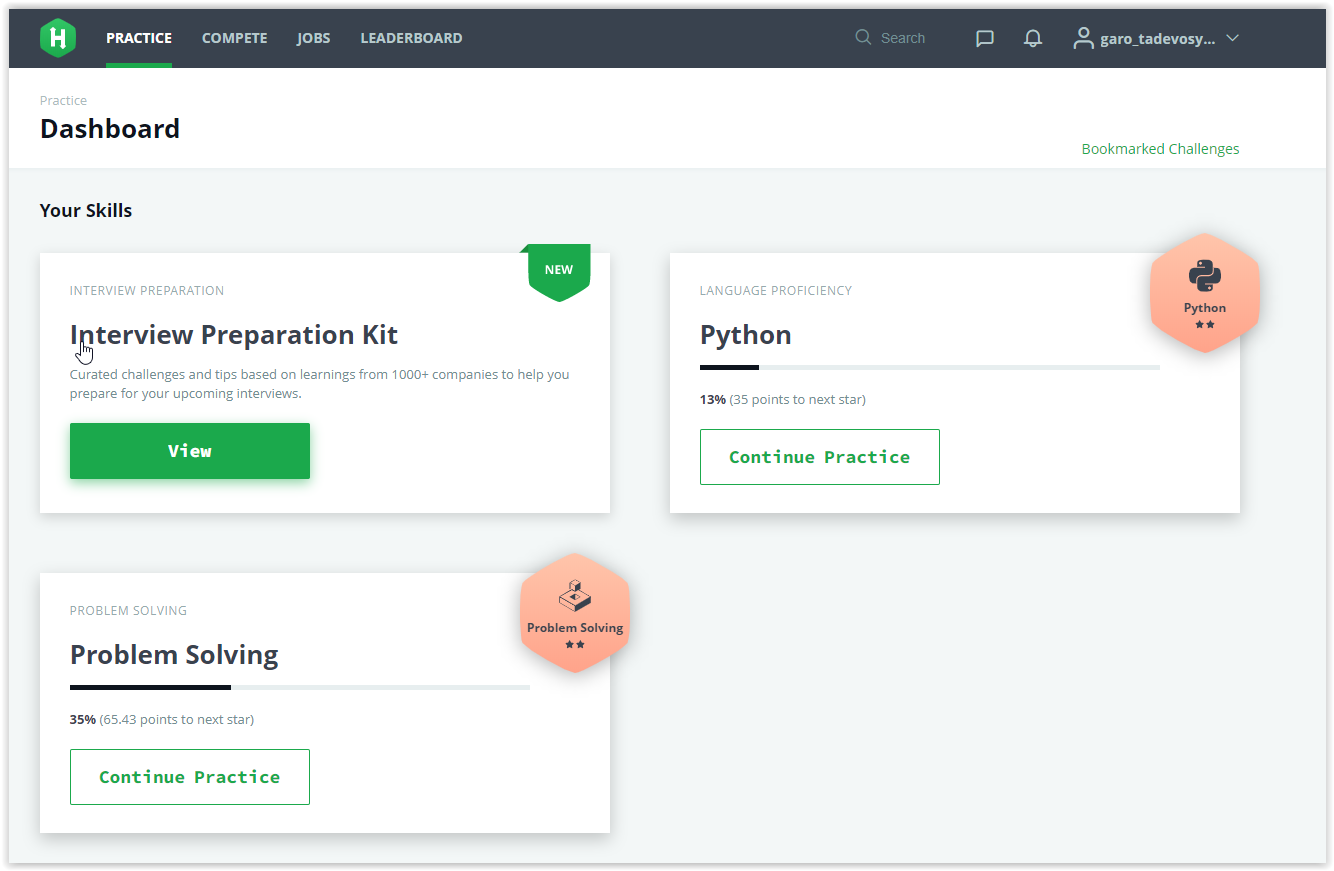 PRACTICE COMPETE JOBS LEADERBOARD Search garo_tadevosy...
Practice
Dashboard
Bookmarked Challenges
Your Skills
NEW
INTERVIEW PREPARATION
Interview Preparation Kit
Curated challenges and tips based on learnings from 1000+ companies to help you
prepare for your upcoming interviews.
View
LANGUAGE PROFICIENCY
Python
Python
13% (35 points to next star)
Continue Practice
PROBLEM SOLVING
Problem Solving
Problem Solving
35% (65.43 points to next star)
Continue Practice